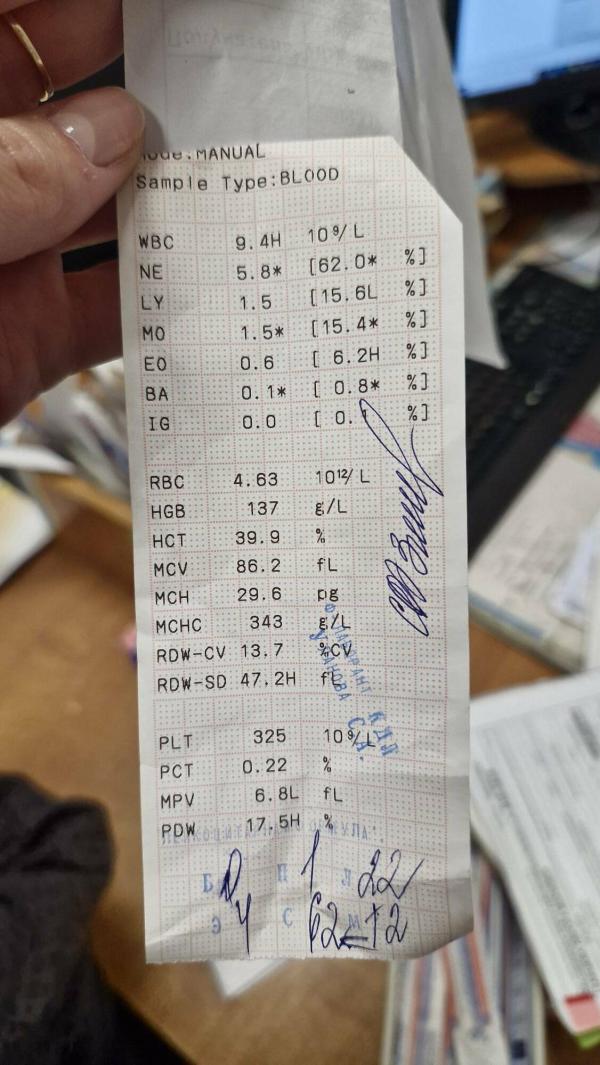 Mode:MANUAL
Sample Type:BLOOD
WBC 9.4H 10⁹/L
NE 5.8* [62.0* %]
LY 1.5 [15.6L %]
MO 1.5* [15.4* %]
EO 0.6 [ 6.2H %]
BA 0.1* [ 0.8* %]
IG 0.0 [ 0. %]
RBC 4.63 10¹²/L
HGB 137 g/L
HCT 39.9 %
MCV 86.2 fL
MCH 29.6 pg
MCHC 343 g/L
RDW-CV 13.7 %CV
RDW-SD 47.2H fL
ЛАБОРАНТ КДЛ
С.А.
PLT 325 10⁹/L
PCT 0.22 %
MPV 6.8L fL
PDW 17.5H %
Б 0 П 1 Л 22
Э 4 С 62 М 12